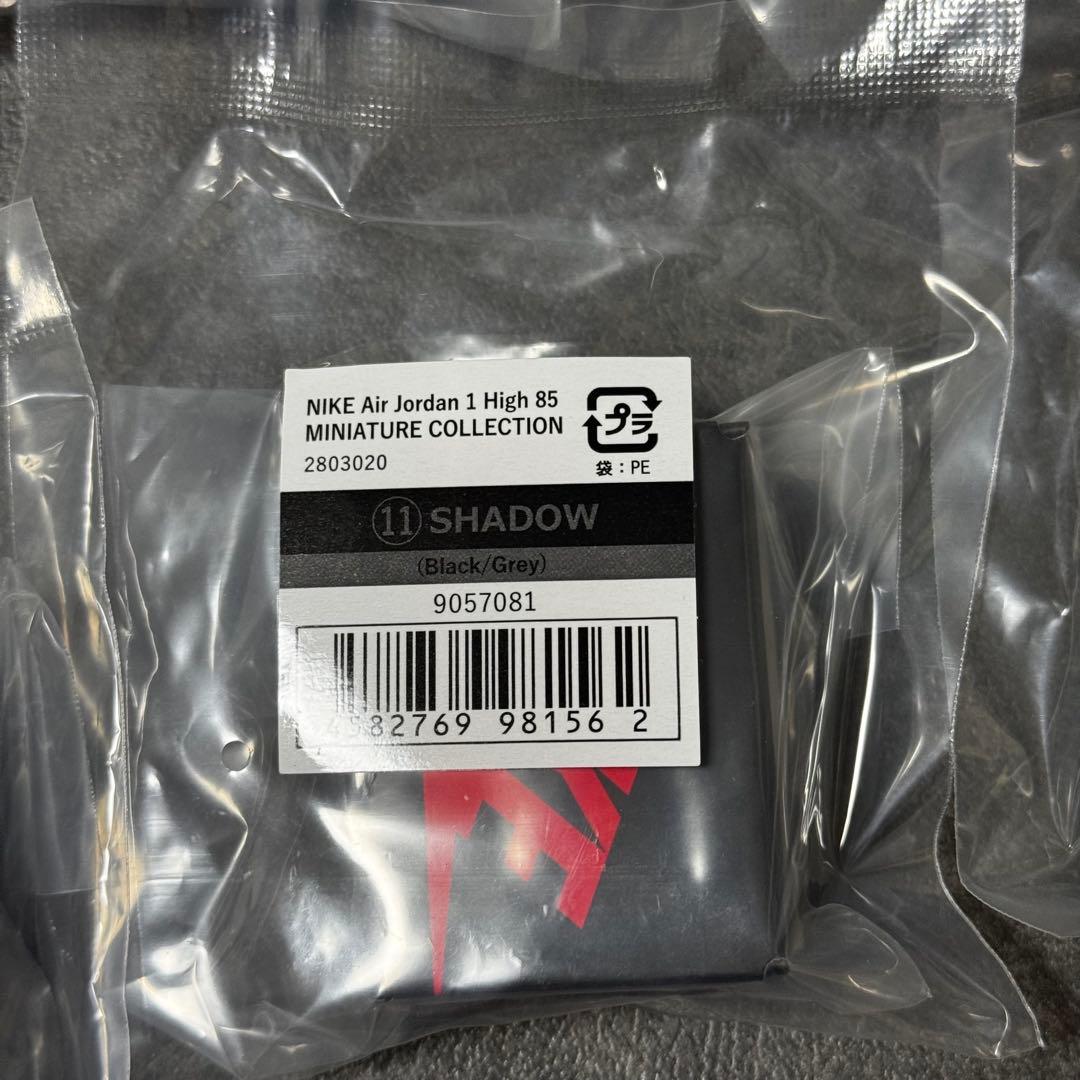 NIKE Air Jordan 1 High 85
MINIATURE COLLECTION
2803020
プラ
袋：PE
⑪ SHADOW
(Black/Grey)
9057081
4582769 98156 2